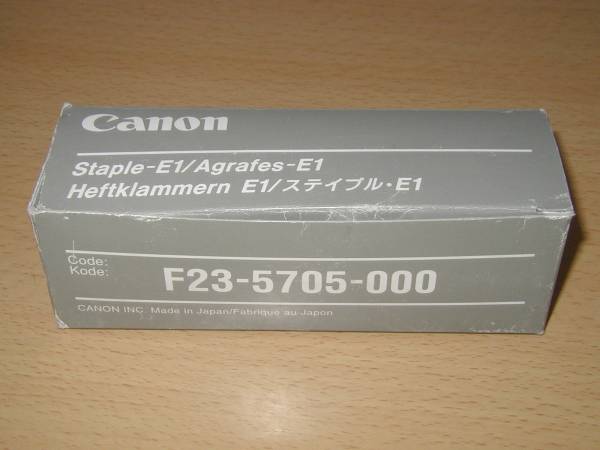 Canon
Staple-E1/Agrafes-E1
Heftklammern E1/ステイプル・E1
Code:
Kode:
F23-5705-000
CANON INC. Made in Japan/Fabrique au Japon